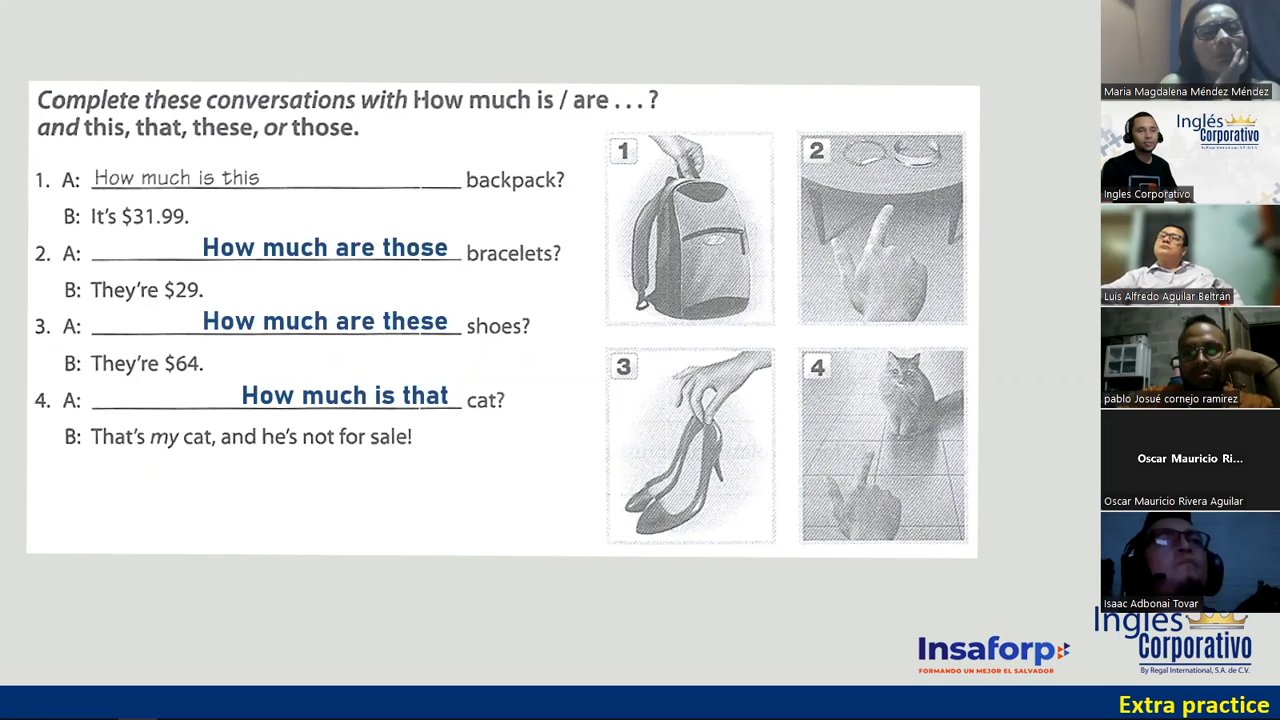 Complete these conversations with How much is / are . . . ?
and this, that, these, or those.
1. A: How much is this backpack?
B: It's $31.99.
2. A: How much are those bracelets?
B: They're $29.
3. A: How much are these shoes?
B: They're $64.
4. A: How much is that cat?
B: That's my cat, and he's not for sale!
1
2
3
4
Maria Magdalena Méndez Méndez
Inglés
Corporativo
By Regal International, S.A. de C.V.
Ingles Corporativo
Luis Alfredo Aguilar Beltrán
pablo Josué cornejo ramirez
Oscar Mauricio Ri...
Oscar Mauricio Rivera Aguilar
Isaac Adbonai Tovar
Insaforp
FORMANDO UN MEJOR EL SALVADOR
Inglés
Corporativo
By Regal International, S.A. de C.V.
Extra practice